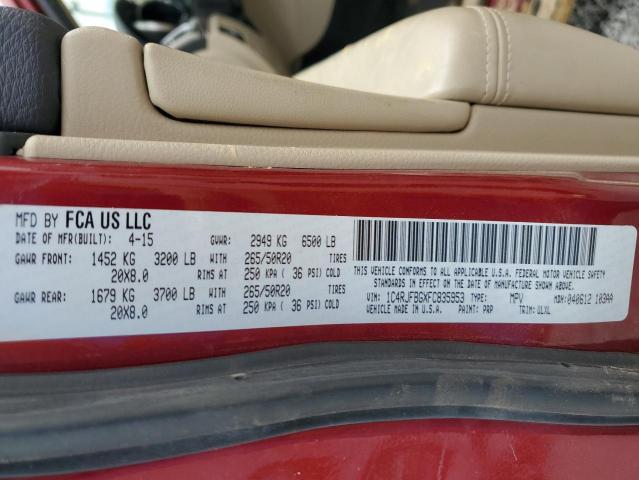 MFD BY FCA US LLC
DATE OF MFR(BUILT): 4-15 GVWR: 2949 KG 6500 LB
GAWR FRONT: 1452 KG 3200 LB WITH 265/50R20 TIRES
20X8.0 RIMS AT 250 KPA ( 36 PSI) COLD
GAWR REAR: 1679 KG 3700 LB WITH 265/50R20 TIRES
20X8.0 RIMS AT 250 KPA ( 36 PSI) COLD
THIS VEHICLE CONFORMS TO ALL APPLICABLE U.S.A. FEDERAL MOTOR VEHICLE SAFETY
STANDARDS IN EFFECT ON THE DATE OF MANUFACTURE SHOWN ABOVE.
VIN: 1C4RJFBGXFC835953 TYPE: MPV MDH:040612 103AA
VEHICLE MADE IN U.S.A. PAINT: PRP TRIM: ULXL